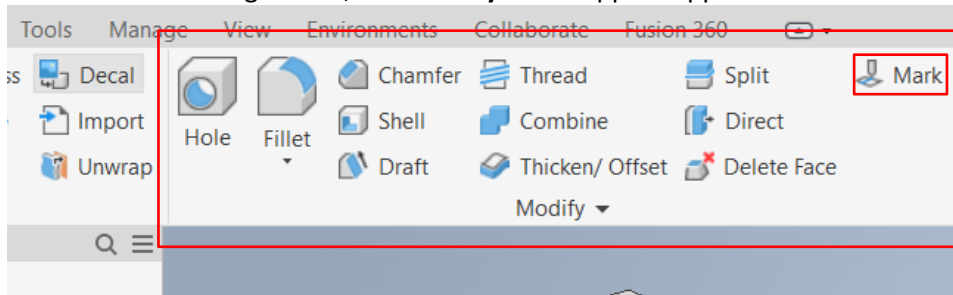 Tools Manage View Environments Collaborate Fusion 360
ss Decal
Import
Unwrap
Hole
Fillet
Chamfer
Shell
Draft
Thread
Combine
Thicken/ Offset
Split
Direct
Delete Face
Mark
Modify